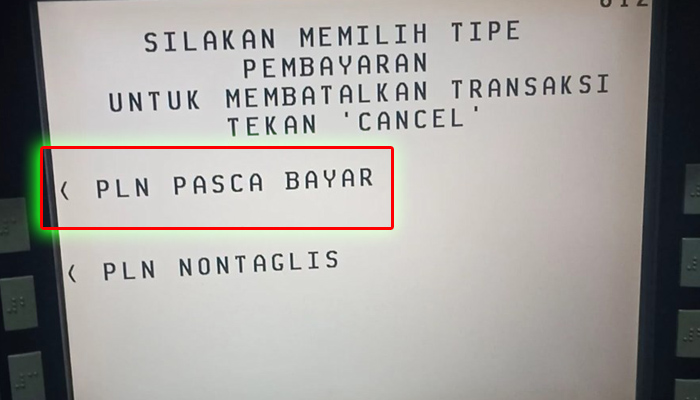 SILAKAN MEMILIH TIPE
PEMBAYARAN
UNTUK MEMBATALKAN TRANSAKSI
TEKAN 'CANCEL'
< PLN PASCA BAYAR
< PLN NONTAGLIS